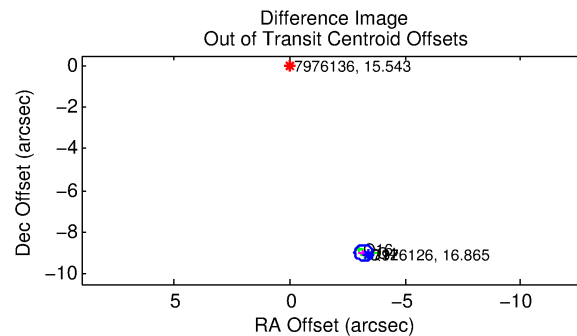 Difference Image
Out of Transit Centroid Offsets
Dec Offset (arcsec)
0
7976136, 15.543
−2
−4
−6
−8
Q16
7976126, 16.865
−10
5
0
−5
−10
RA Offset (arcsec)